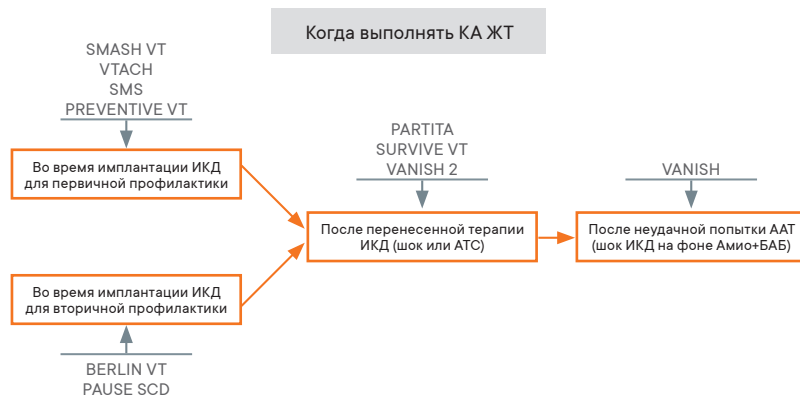 Когда выполнять КА ЖТ
SMASH VT
VTACH
SMS
PREVENTIVE VT
Во время имплантации ИКД
для первичной профилактики
PARTITA
SURVIVE VT
VANISH 2
После перенесенной терапии
ИКД (шок или АТС)
VANISH
После неудачной попытки ААТ
(шок ИКД на фоне Амио+БАБ)
Во время имплантации ИКД
для вторичной профилактики
BERLIN VT
PAUSE SCD